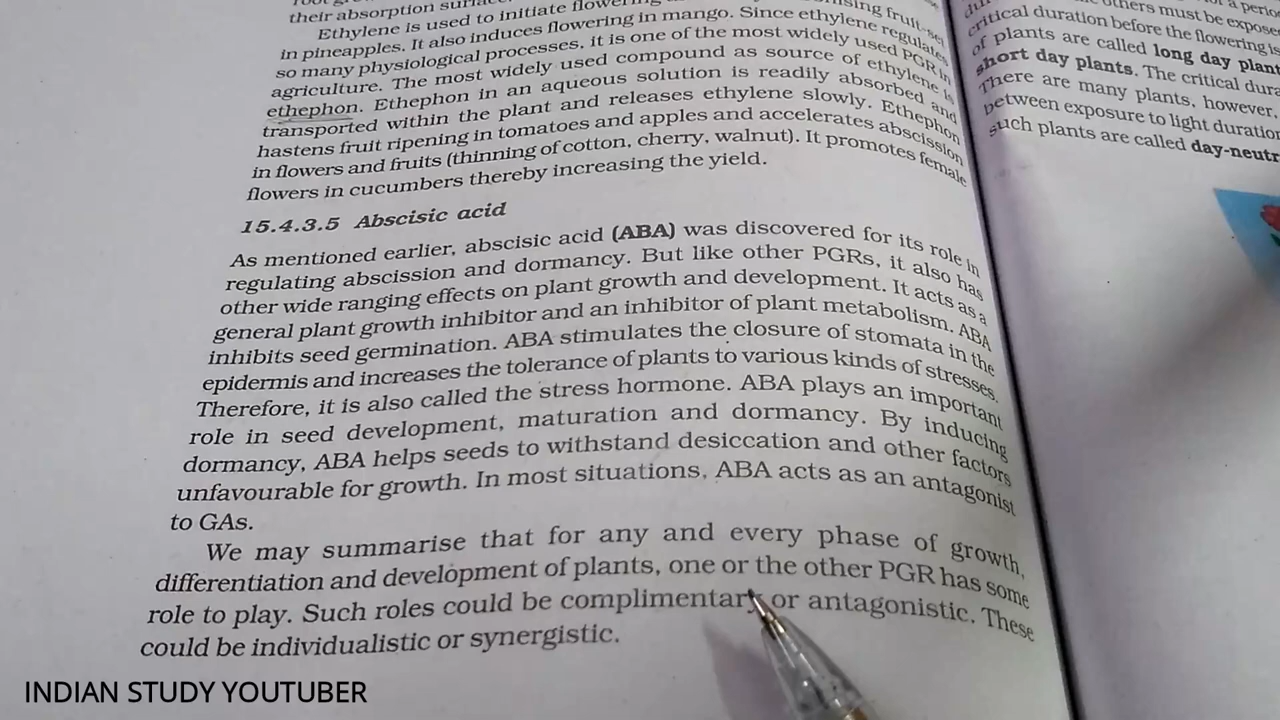 their absorption
Ethylene is used to initiate
in pineapples. It also induces flowering in mango. Since ethylene regulates
so many physiological processes, it is one of the most widely used PGR in
agriculture. The most widely used compound as source of ethylene is
ethephon. Ethephon in an aqueous solution is readily absorbed and
transported within the plant and releases ethylene slowly. Ethephon
hastens fruit ripening in tomatoes and apples and accelerates abscission
in flowers and fruits (thinning of cotton, cherry, walnut). It promotes female
flowers in cucumbers thereby increasing the yield.
15.4.3.5 Abscisic acid
As mentioned earlier, abscisic acid (ABA) was discovered for its role in
regulating abscission and dormancy. But like other PGRs, it also has
other wide ranging effects on plant growth and development. It acts as a
general plant growth inhibitor and an inhibitor of plant metabolism. ABA
inhibits seed germination. ABA stimulates the closure of stomata in the
epidermis and increases the tolerance of plants to various kinds of stresses.
Therefore, it is also called the stress hormone. ABA plays an important
role in seed development, maturation and dormancy. By inducing
dormancy, ABA helps seeds to withstand desiccation and other factors
unfavourable for growth. In most situations, ABA acts as an antagonist
to GAs.
We may summarise that for any and every phase of growth,
differentiation and development of plants, one or the other PGR has some
role to play. Such roles could be complimentary or antagonistic. These
could be individualistic or synergistic.
others must be
critical duration before the flowering is
of plants are called long day
short day plants. The critical
There are many plants, however,
between exposure to light
such plants are called
INDIAN STUDY YOUTUBER